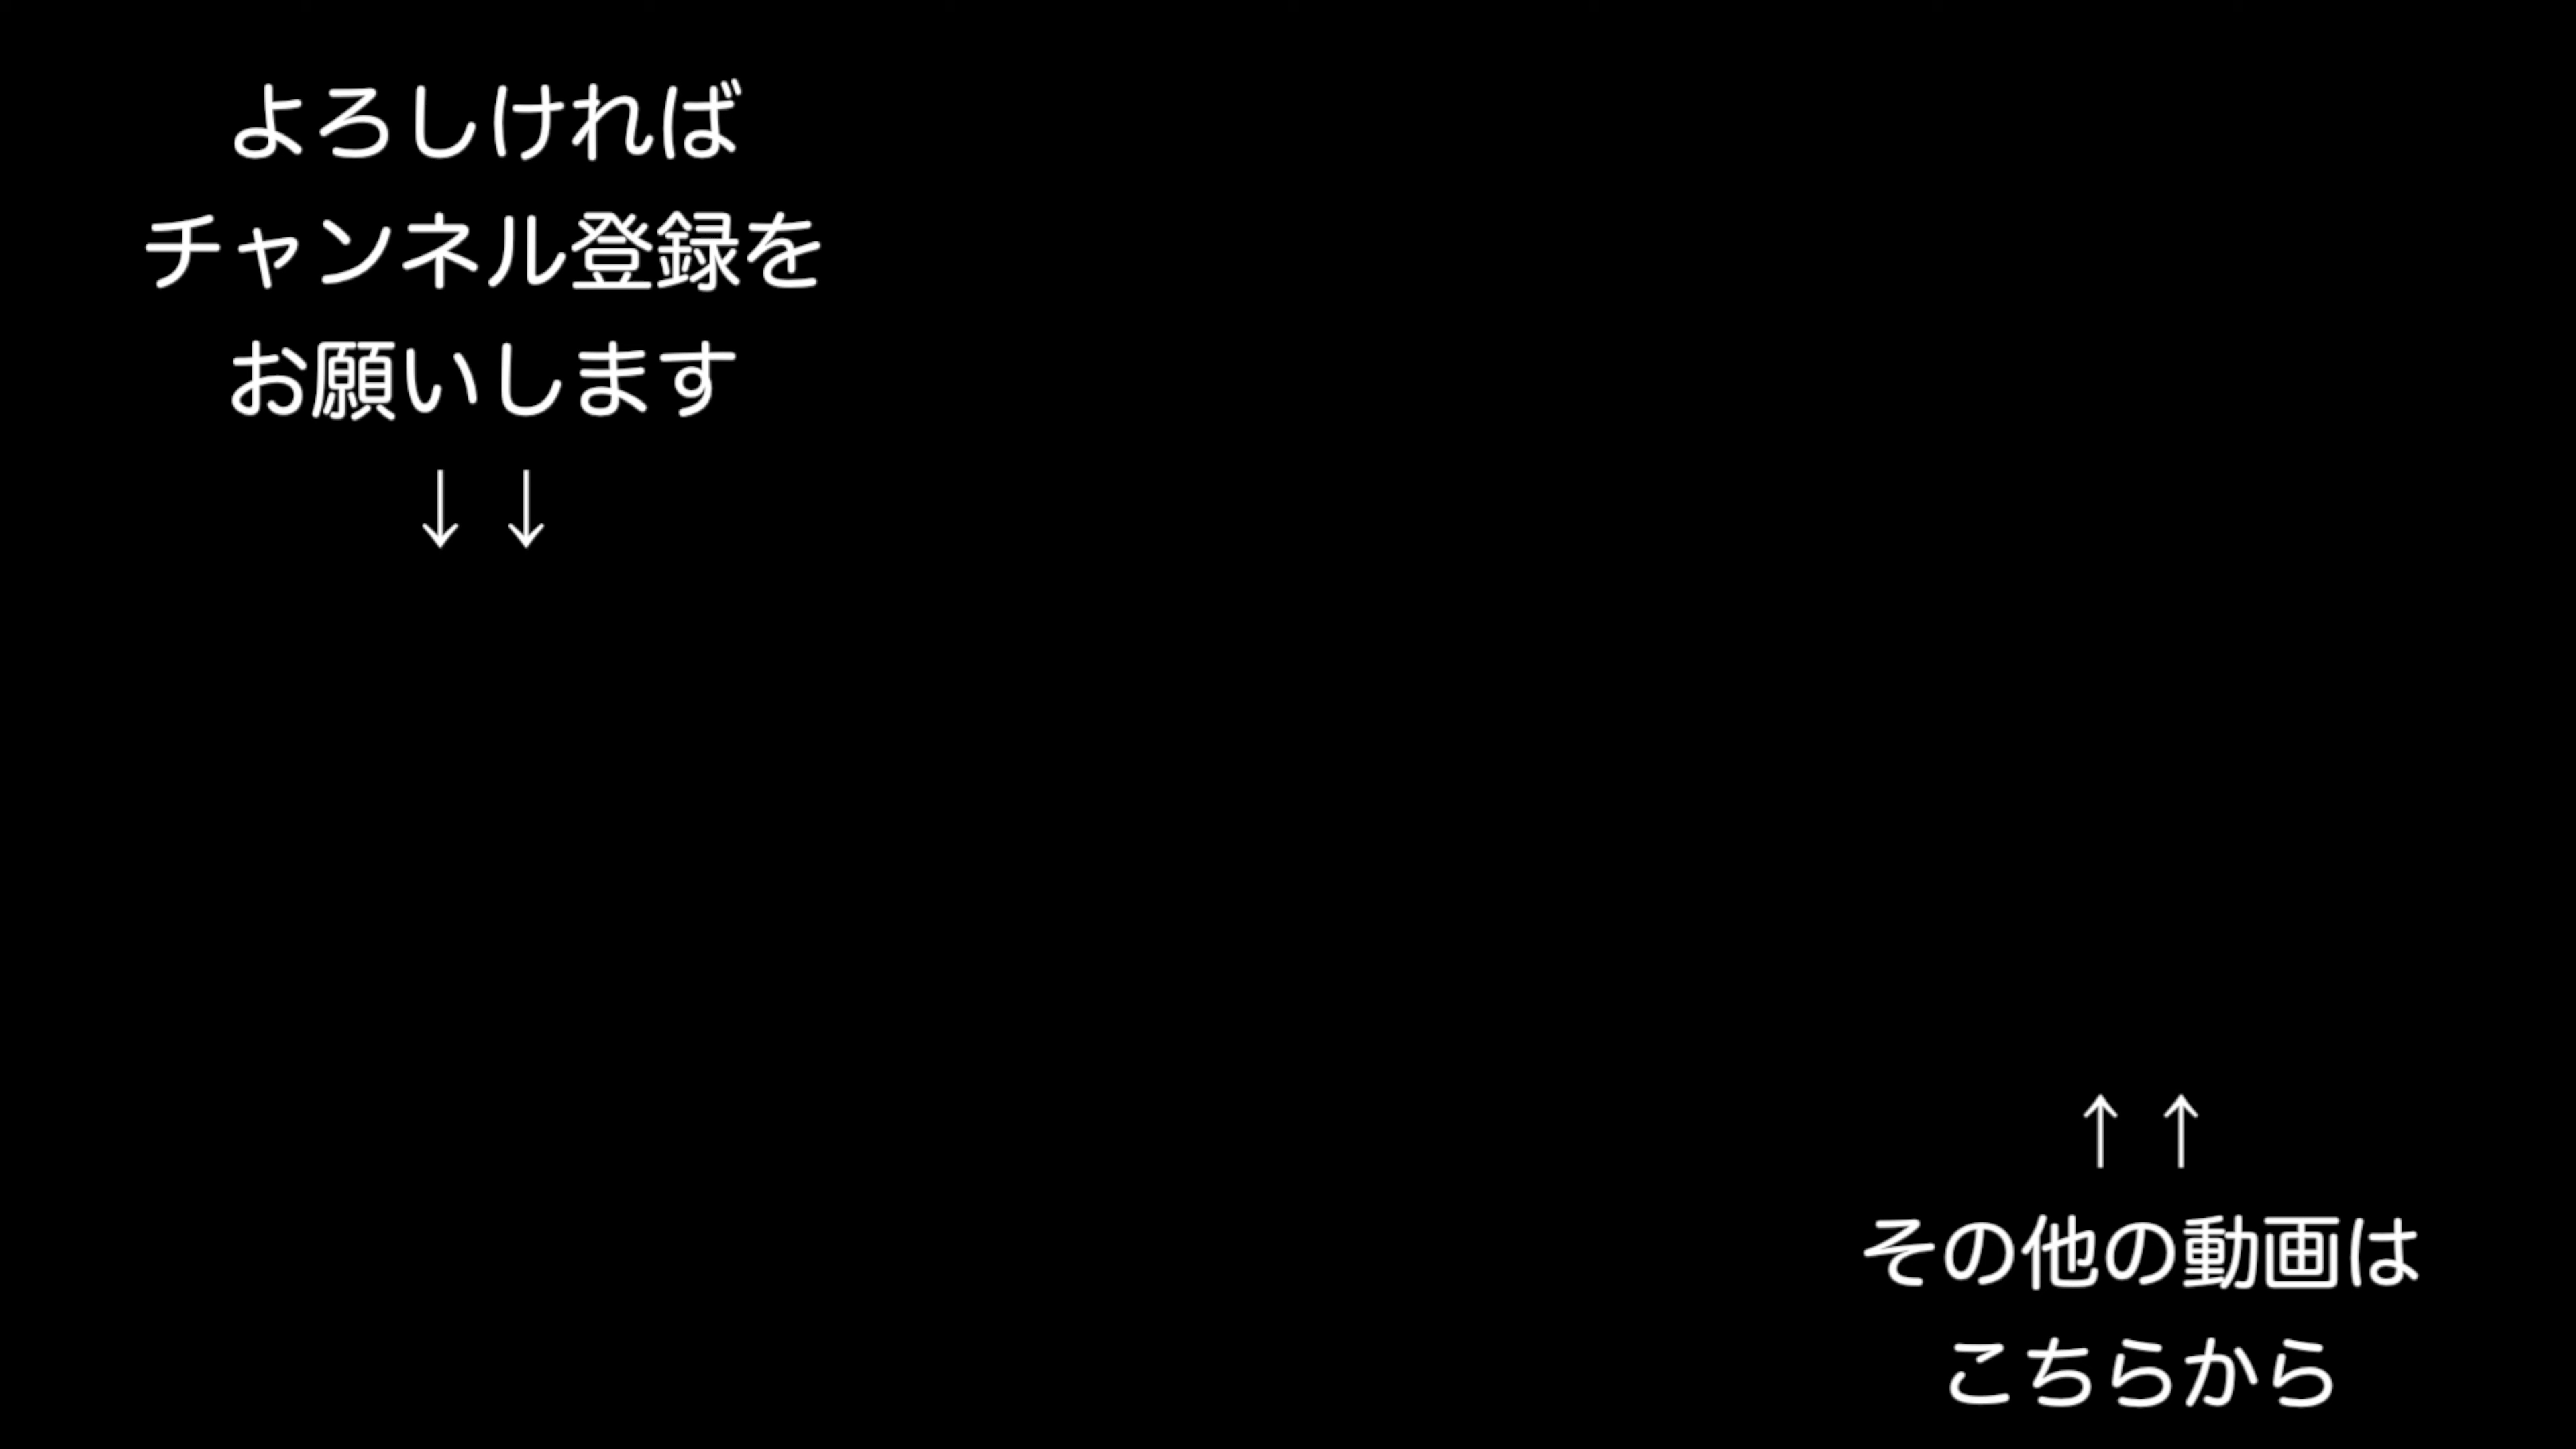 よろしければ
チャンネル登録を
お願いします
↓↓
↑↑
その他の動画は
こちらから